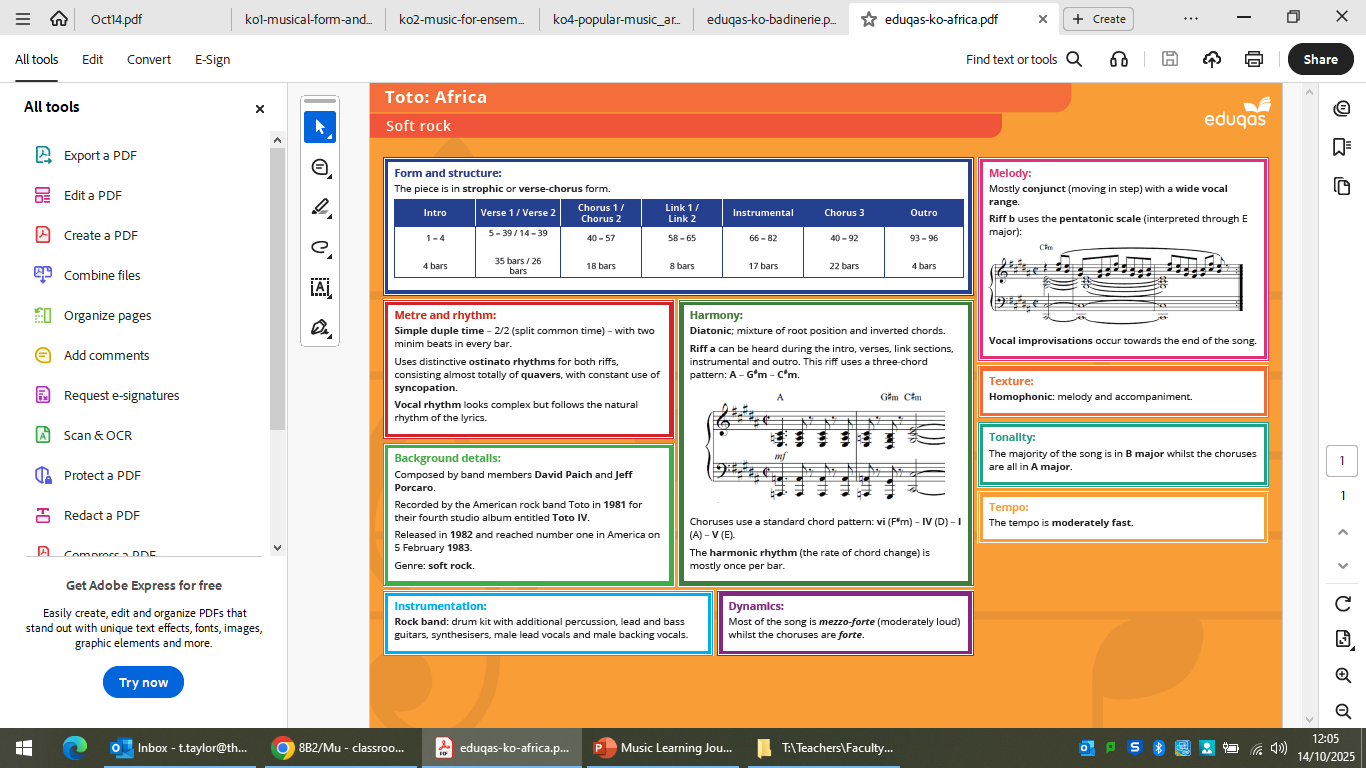 Oct14.pdf
ko1-musical-form-and...
ko2-music-for-ensem...
ko4-popular-music_ar...
eduqas-ko-badinerie.p...
eduqas-ko-africa.pdf
Create
All tools
Edit
Convert
E-Sign
Find text or tools
Share
All tools
Export a PDF
Edit a PDF
Create a PDF
Combine files
Organize pages
Add comments
Request e-signatures
Scan & OCR
Protect a PDF
Redact a PDF
Compress a PDF
Get Adobe Express for free
Easily create, edit and organize PDFs that
stand out with unique text effects, fonts, images,
graphic elements and more.
Try now
Toto: Africa
Soft rock
eduqas
Form and structure:
The piece is in strophic or verse-chorus form.
Intro
Verse 1 / Verse 2
Chorus 1 /
Chorus 2
Link 1 /
Link 2
Instrumental
Chorus 3
Outro
1 – 4
5 – 39 / 14 – 39
40 – 57
58 – 65
66 – 82
40 – 92
93 – 96
4 bars
35 bars / 26
bars
18 bars
8 bars
17 bars
22 bars
4 bars
Metre and rhythm:
Simple duple time – 2/2 (split common time) – with two
minim beats in every bar.
Uses distinctive ostinato rhythms for both riffs,
consisting almost totally of quavers, with constant use of
syncopation.
Vocal rhythm looks complex but follows the natural
rhythm of the lyrics.
Background details:
Composed by band members David Paich and Jeff
Porcaro.
Recorded by the American rock band Toto in 1981 for
their fourth studio album entitled Toto IV.
Released in 1982 and reached number one in America on
5 February 1983.
Genre: soft rock.
Harmony:
Diatonic; mixture of root position and inverted chords.
Riff a can be heard during the intro, verses, link sections,
instrumental and outro. This riff uses a three-chord
pattern: A – G#m – C#m.
A
G#m C#m
mf
Choruses use a standard chord pattern: vi (F#m) – IV (D) – I
(A) – V (E).
The harmonic rhythm (the rate of chord change) is
mostly once per bar.
Instrumentation:
Rock band: drum kit with additional percussion, lead and bass
guitars, synthesisers, male lead vocals and male backing vocals.
Dynamics:
Most of the song is mezzo-forte (moderately loud)
whilst the choruses are forte.
Melody:
Mostly conjunct (moving in step) with a wide vocal
range.
Riff b uses the pentatonic scale (interpreted through E
major):
C#m
Vocal improvisations occur towards the end of the song.
Texture:
Homophonic: melody and accompaniment.
Tonality:
The majority of the song is in B major whilst the choruses
are all in A major.
Tempo:
The tempo is moderately fast.
1
1
Inbox - t.taylor@th...
8B2/Mu - classroo...
eduqas-ko-africa.p...
Music Learning Jou...
T:\Teachers\Faculty...
12:05
14/10/2025